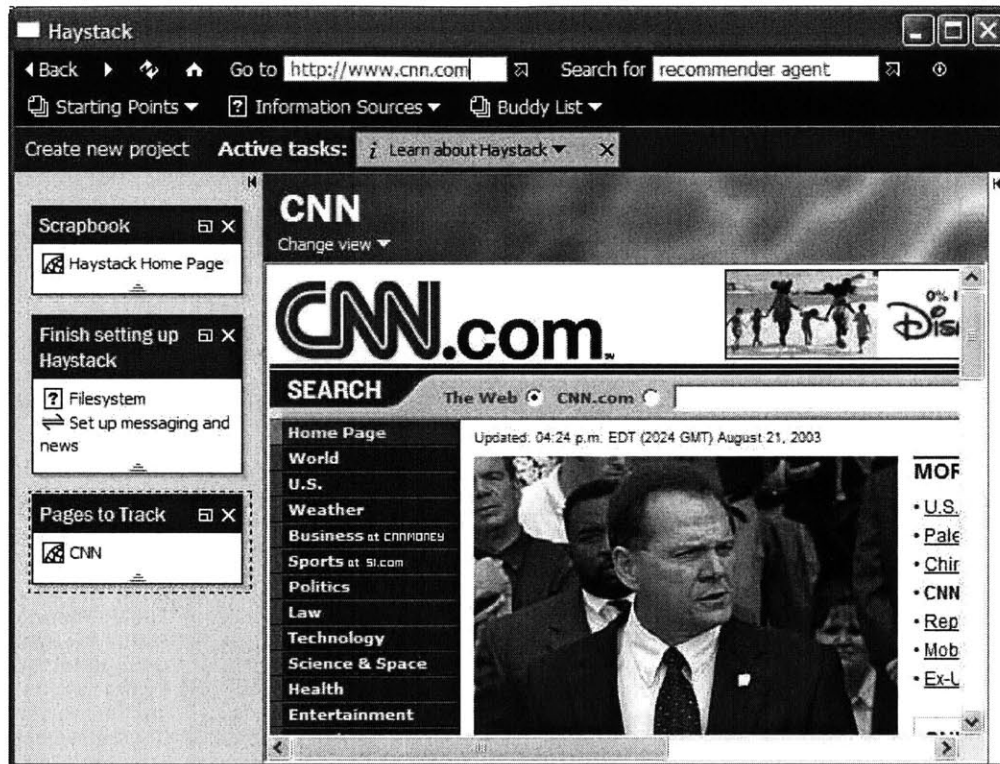 Haystack
Back Go to http://www.cnn.com Search for recommender agent
Starting Points Information Sources Buddy List
Create new project Active tasks: i Learn about Haystack X
Scrapbook
Haystack Home Page
Finish setting up
Haystack
? Filesystem
Set up messaging and
news
Pages to Track
CNN
CNN
Change view
CNN.com
0%
Dis
SEARCH The Web CNN.com
Home Page
World
U.S.
Weather
Business at CNNMONEY
Sports at SI.com
Politics
Law
Technology
Science & Space
Health
Entertainment
Updated: 04:24 p.m. EDT (2024 GMT) August 21, 2003
MOR
• U.S.
• Pale
• Chir
• CNN
• Rep
• Mob
• Ex-U